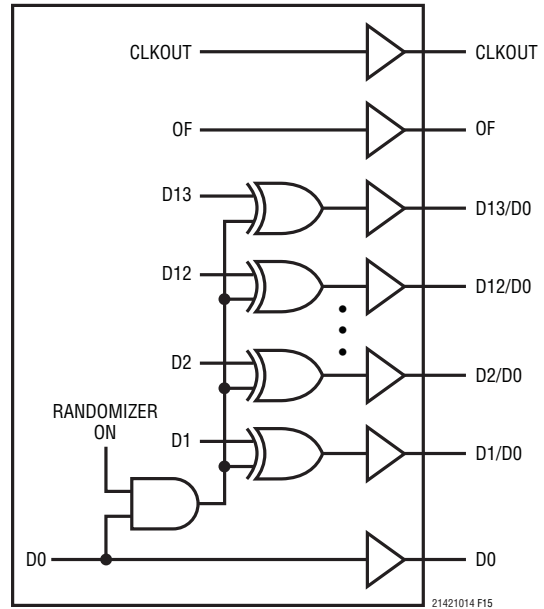 CLKOUT CLKOUT
OF OF
D13 D13/D0
D12 D12/D0
D2 D2/D0
RANDOMIZER
ON
D1 D1/D0
D0 D0
21421014 F15